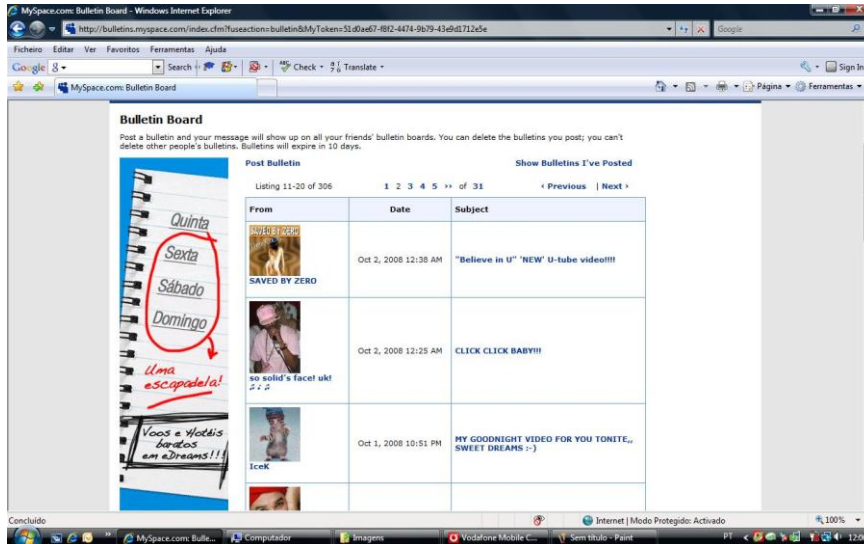 MySpace.com: Bulletin Board - Windows Internet Explorer
http://bulletins.myspace.com/index.cfm?fuseaction=bulletin&MyToken=51d0ae67-f8f2-4474-9b79-43e9d1712e5e
Google
Ficheiro Editar Ver Favoritos Ferramentas Ajuda
Google Search Check Translate Sign In
MySpace.com: Bulletin Board
Página Ferramentas
Bulletin Board
Post a bulletin and your message will show up on all your friends' bulletin boards. You can delete the bulletins you post; you can't
delete other people's bulletins. Bulletins will expire in 10 days.
Post Bulletin Show Bulletins I've Posted
Listing 11-20 of 306 1 2 3 4 5 ›› of 31 ‹ Previous | Next ›
From Date Subject
SAVED BY ZERO
Oct 2, 2008 12:38 AM "Believe in U" 'NEW' U-tube video!!!!
SAVED BY ZERO
Oct 2, 2008 12:25 AM CLICK CLICK BABY!!!
so solid's face! uk!
Oct 1, 2008 10:51 PM MY GOODNIGHT VIDEO FOR YOU TONITE,,
SWEET DREAMS :-)
IceK
Quinta
Sexta
Sábado
Domingo
Uma
escapadela!
Voos e Hotéis
baratos
em eDreams!!!
Concluído Internet | Modo Protegido: Activado 100%
MySpace.com: Bulle... Computador Imagens Vodafone Mobile C... Sem título - Paint PT